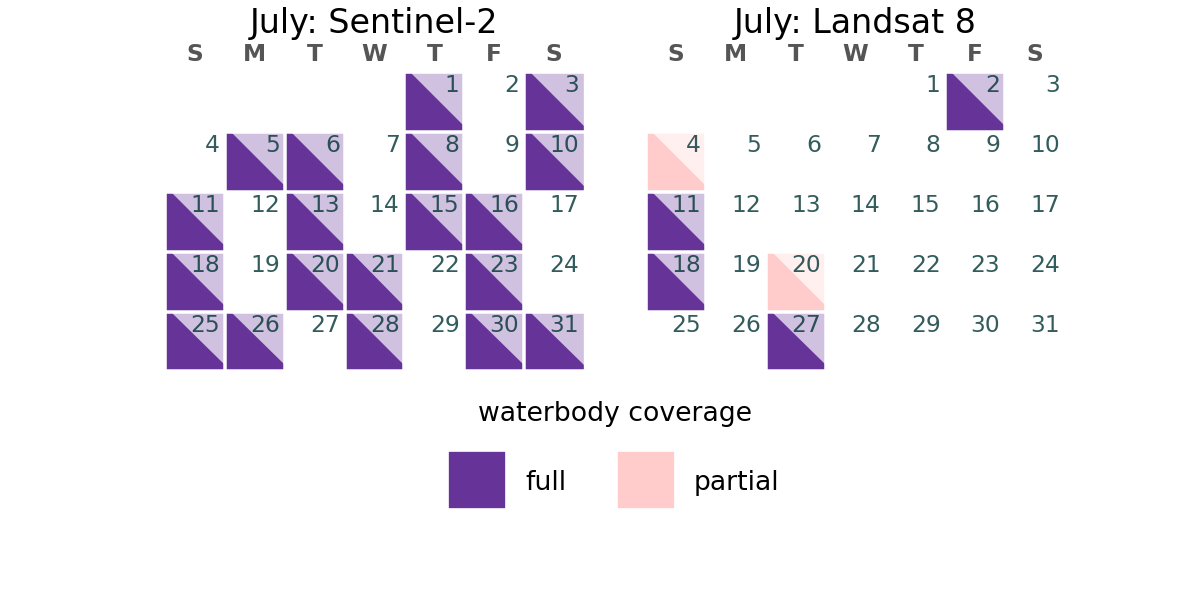 July: Sentinel-2
S M T W T F S
1 2 3
4 5 6 7 8 9 10
11 12 13 14 15 16 17
18 19 20 21 22 23 24
25 26 27 28 29 30 31
July: Landsat 8
S M T W T F S
1 2 3
4 5 6 7 8 9 10
11 12 13 14 15 16 17
18 19 20 21 22 23 24
25 26 27 28 29 30 31
waterbody coverage
full partial